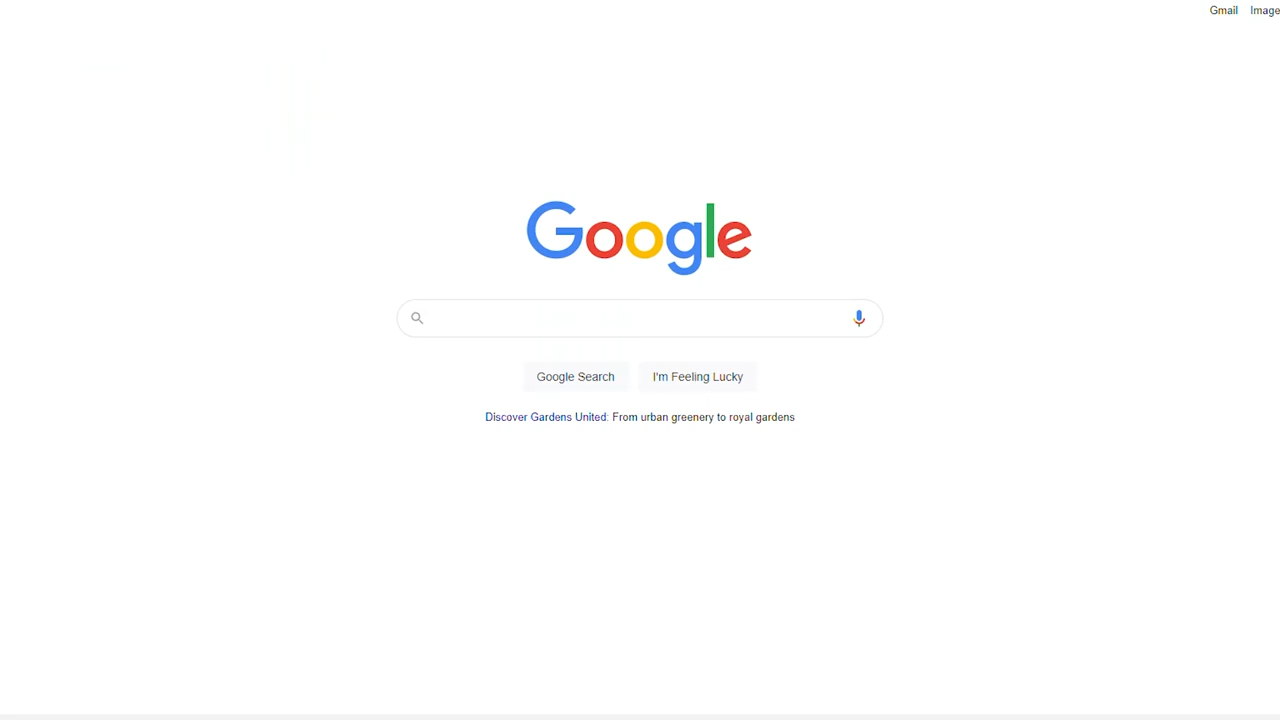 Gmail Image
Google
Google Search I'm Feeling Lucky
Discover Gardens United: From urban greenery to royal gardens